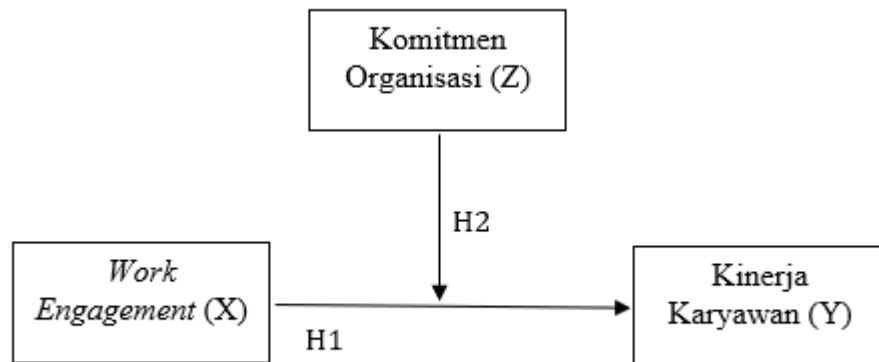 Komitmen
Organisasi (Z)
H2
Work
Engagement (X)
H1
Kinerja
Karyawan (Y)